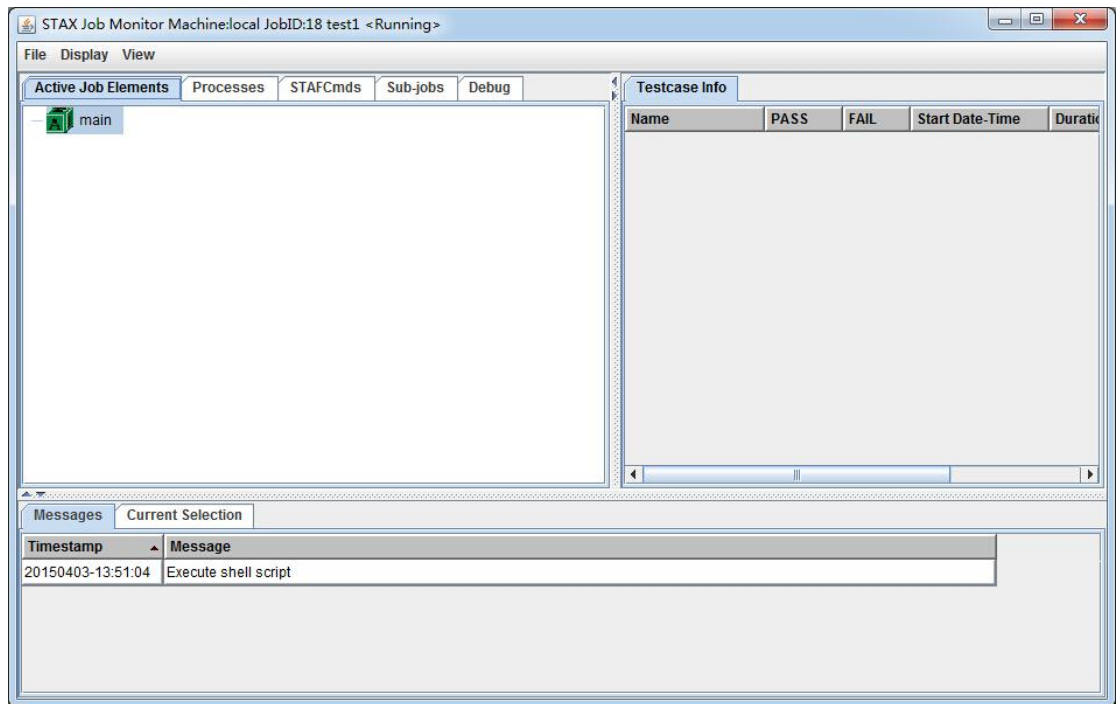 STAX Job Monitor Machine:local JobID:18 test1 <Running>
File Display View
Active Job Elements Processes STAFCmds Sub-jobs Debug Testcase Info
main
Name PASS FAIL Start Date-Time Duratic
Messages Current Selection
Timestamp Message
20150403-13:51:04 Execute shell script